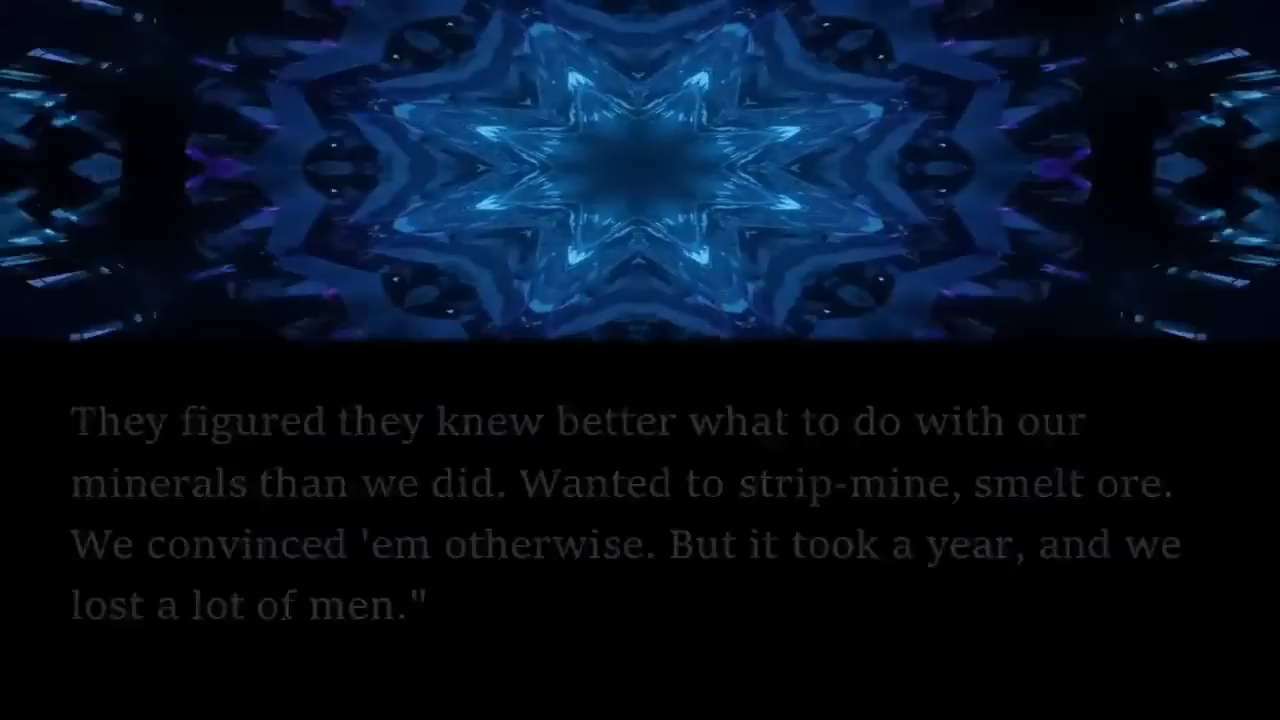 They figured they knew better what to do with our
minerals than we did. Wanted to strip-mine, smelt ore.
We convinced 'em otherwise. But it took a year, and we
lost a lot of men."